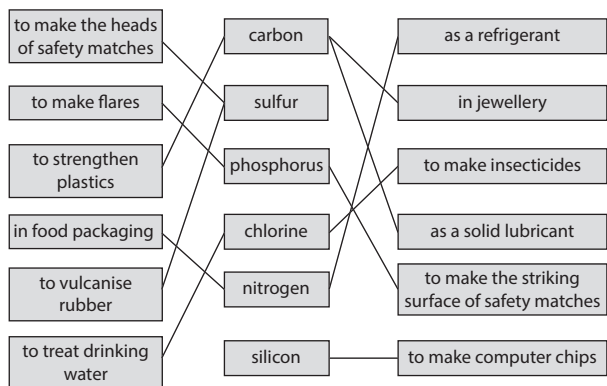 to make the heads
of safety matches
to make flares
to strengthen
plastics
in food packaging
to vulcanise
rubber
to treat drinking
water
carbon
sulfur
phosphorus
chlorine
nitrogen
silicon
as a refrigerant
in jewellery
to make insecticides
as a solid lubricant
to make the striking
surface of safety matches
to make computer chips